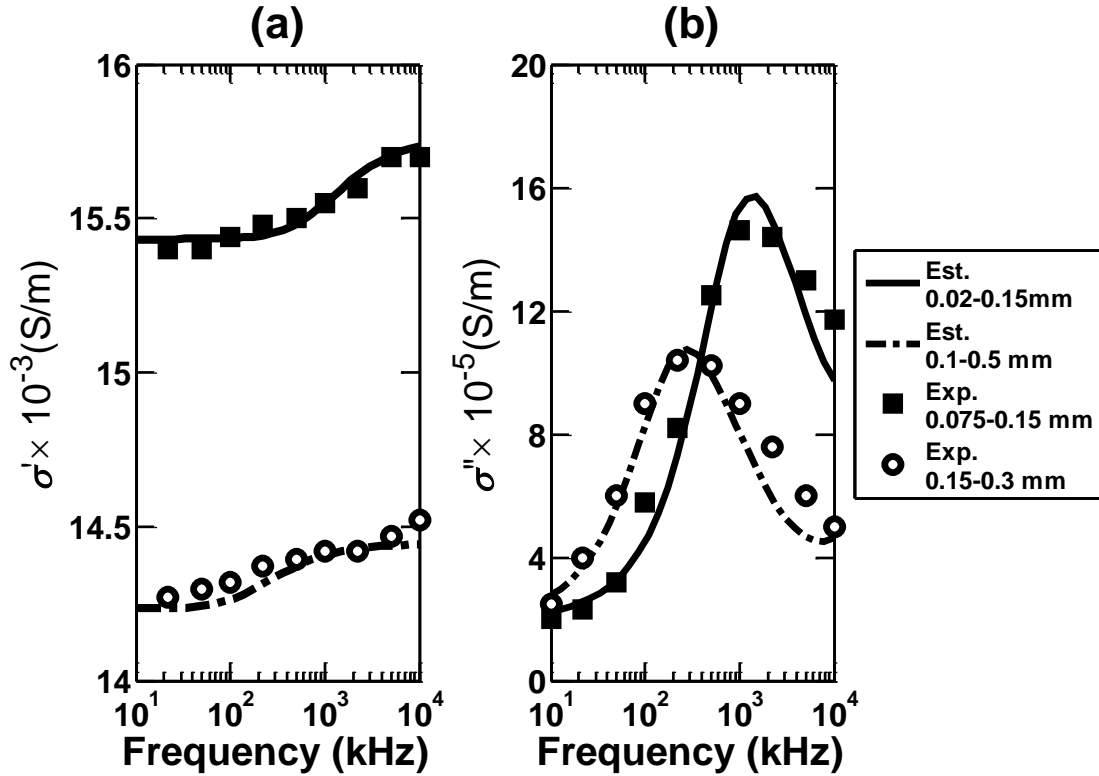 (a)
(b)
16
15.5
15
14.5
14
σ'× 10⁻³(S/m)
10¹
10²
10³
10⁴
Frequency (kHz)
20
16
12
8
4
0
σ''× 10⁻⁵(S/m)
10¹
10²
10³
10⁴
Frequency (kHz)
Est.
0.02-0.15mm
Est.
0.1-0.5 mm
Exp.
0.075-0.15 mm
Exp.
0.15-0.3 mm